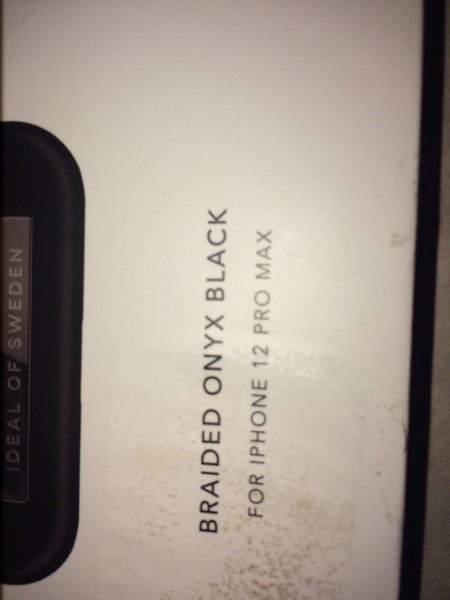 IDEAL OF SWEDEN
BRAIDED ONYX BLACK
FOR IPHONE 12 PRO MAX